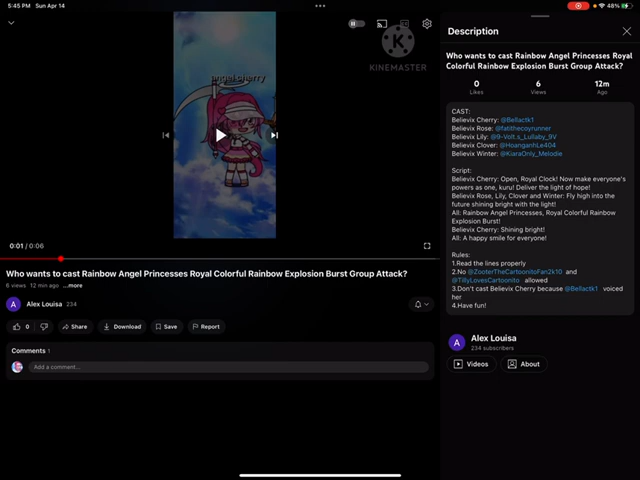 5:45 PM Sun Apr 14
48%
angel cherry
KINEMASTER
0:01 / 0:06
Who wants to cast Rainbow Angel Princesses Royal Colorful Rainbow Explosion Burst Group Attack?
6 views 12 min ago ...more
A Alex Louisa 234
0 Share Download Save Report
Comments 1
Add a comment...
Description
Who wants to cast Rainbow Angel Princesses Royal
Colorful Rainbow Explosion Burst Group Attack?
0 6 12m
Likes Views Ago
CAST:
Believix Cherry: @Bellactk1
Believix Rose: @fatithecoyrunner
Believix Lily: @9-Volt.s_Lullaby_9V
Believix Clover: @HoanganhLe404
Believix Winter: @KiaraOnly_Melodie
Script:
Believix Cherry: Open, Royal Clock! Now make everyone's
powers as one, kuru! Deliver the light of hope!
Believix Rose, Lily, Clover and Winter: Fly high into the
future shining bright with the light!
All: Rainbow Angel Princesses, Royal Colorful Rainbow
Explosion Burst!
Believix Cherry: Shining bright!
All: A happy smile for everyone!
Rules:
1.Read the lines properly
2.No @ZooterTheCartoonitoFan2k10 and
@TillyLovesCartoonito allowed
3.Don't cast Believix Cherry because @Bellactk1 voiced
her
4.Have fun!
A Alex Louisa
234 subscribers
Videos About